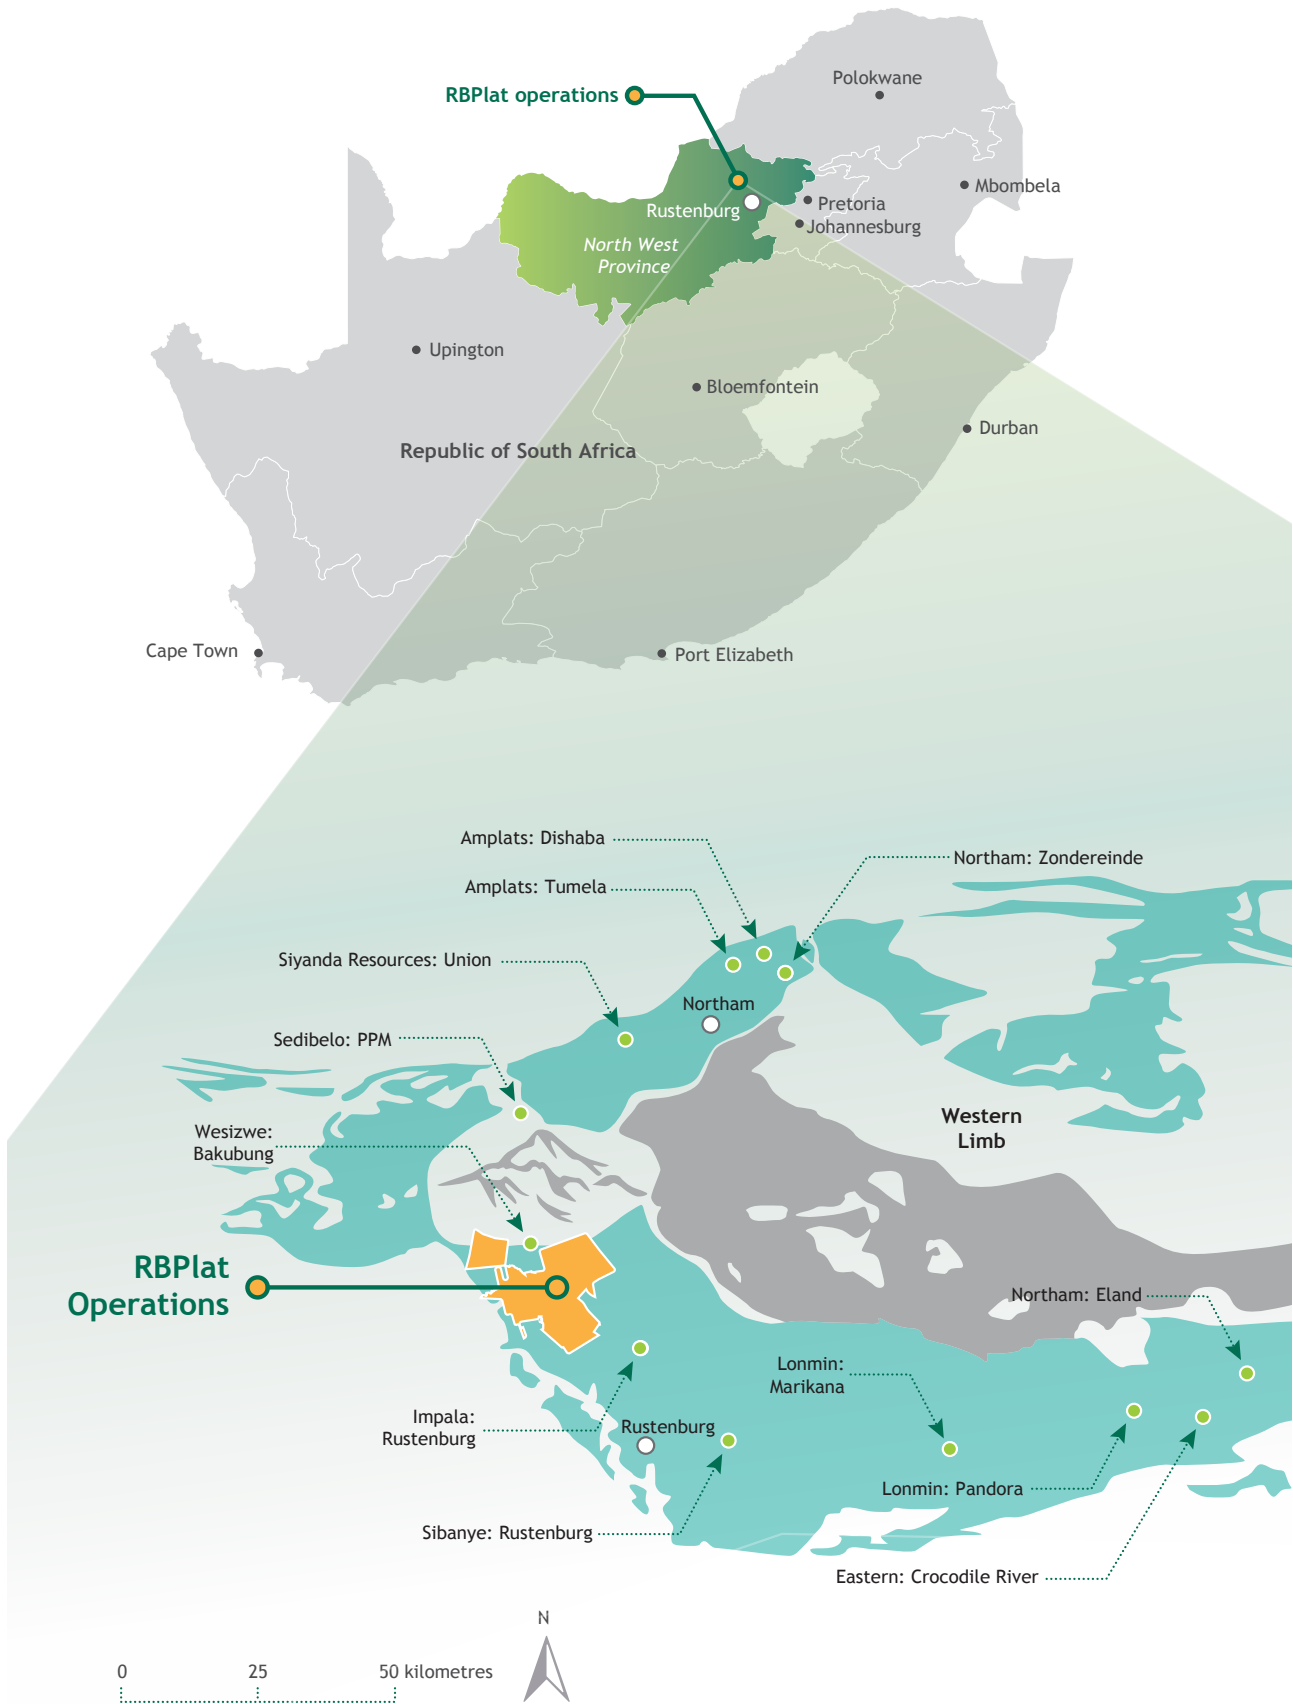 Polokwane
RBPlat operations
Mbombela
Pretoria
Rustenburg
Johannesburg
North West
Province
Upington
Bloemfontein
Durban
Republic of South Africa
Cape Town
Port Elizabeth
Amplats: Dishaba
Northam: Zondereinde
Amplats: Tumela
Siyanda Resources: Union
Northam
Sedibelo: PPM
Western
Limb
Wesizwe:
Bakubung
RBPlat
Operations
Northam: Eland
Lonmin:
Marikana
Impala:
Rustenburg
Rustenburg
Lonmin: Pandora
Sibanye: Rustenburg
Eastern: Crocodile River
N
0 25 50 kilometres